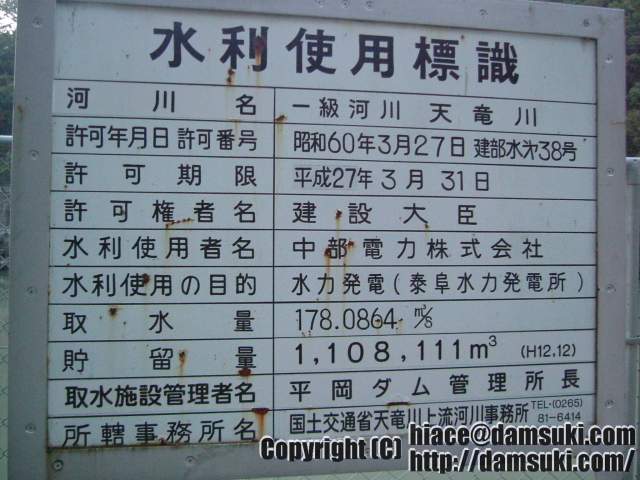 水利使用標識
河川名 一級河川 天竜川
許可年月日許可番号 昭和60年3月27日 建部水㐧38号
許可期限 平成27年3月31日
許可権者名 建設大臣
水利使用者名 中部電力株式会社
水利使用の目的 水力発電(泰阜水力発電所)
取水量 178.0864 m³/s
貯留量 1,108,111m³ (H12,12)
取水施設管理者名 平岡ダム管理所長
所轄事務所名 国土交通省天竜川上流河川事務所 TEL・(0265) 81-6414
Copyright (C) hiace@damsuki.com
http://damsuki.com/